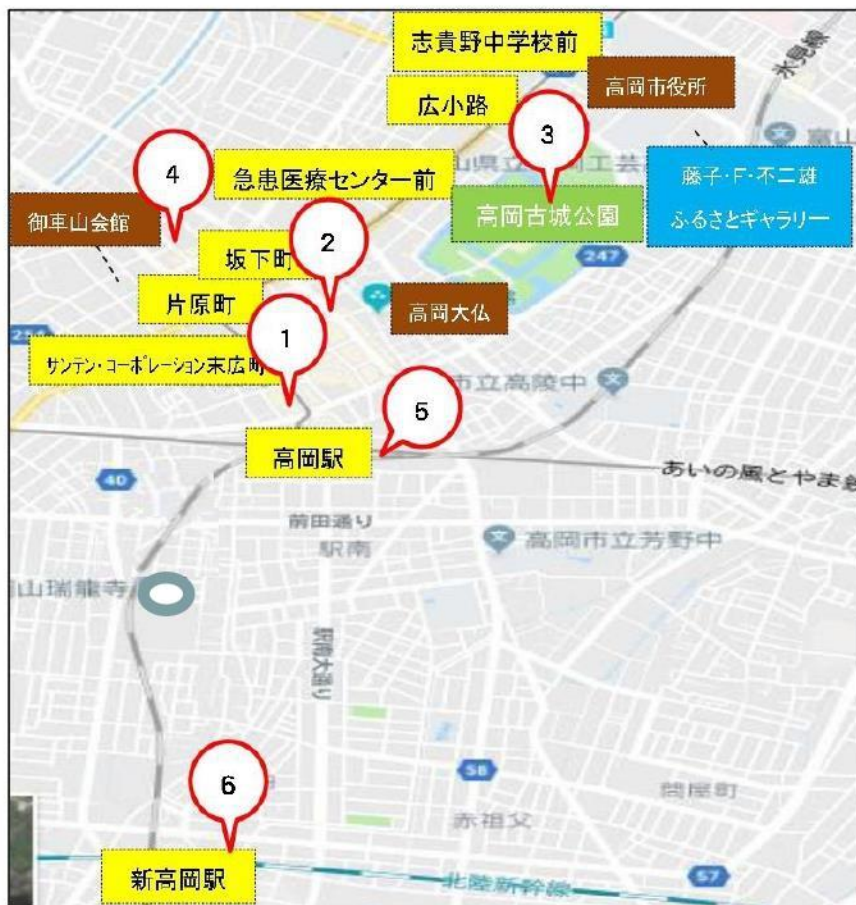 志貴野中学校前
氷見線
高岡市役所
広小路
3
4
急患医療センター前
藤子・F・不二雄
ふるさとギャラリー
御車山会館
高岡古城公園
2
坂下町
247
片原町
高岡大仏
1
サンテン・コーポレーション末広町
市立高陵中
5
高岡駅
あいの風とやま
40
前田通り
駅南
高岡市立芳野中
山瑞龍寺
駅南大通り
6
58
問屋町
赤祖父
新高岡駅
北陸新幹線
57